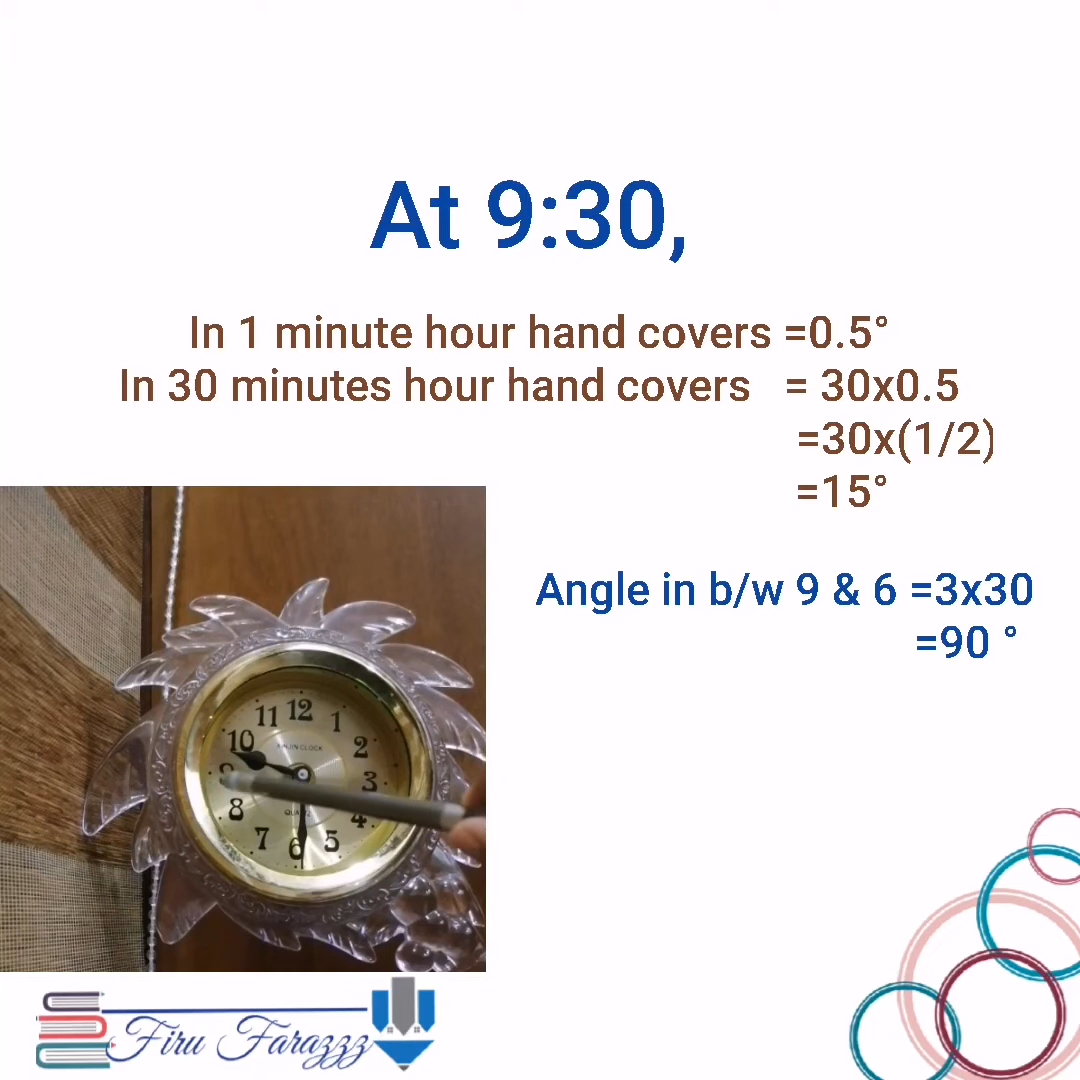 At 9:30,
In 1 minute hour hand covers =0.5°
In 30 minutes hour hand covers = 30x0.5
=30x(1/2)
=15°
Angle in b/w 9 & 6 =3x30
=90 °
12
11
1
10
2
9
3
8
4
7
5
6
Firu Farazzz